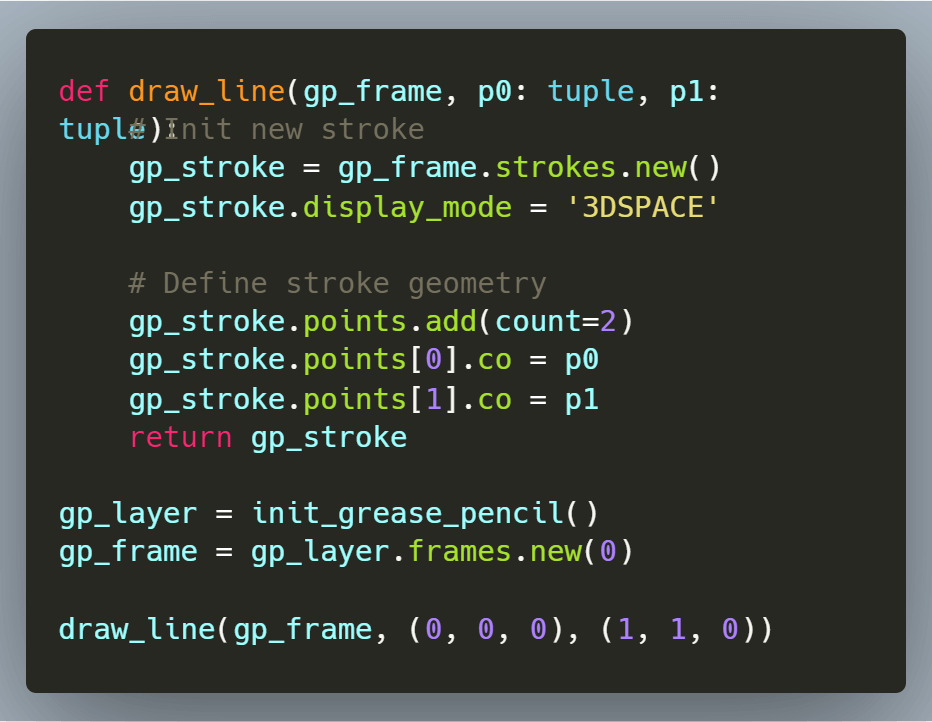 def draw_line(gp_frame, p0: tuple, p1:
tuple):
    # Init new stroke
    gp_stroke = gp_frame.strokes.new()
    gp_stroke.display_mode = '3DSPACE'

    # Define stroke geometry
    gp_stroke.points.add(count=2)
    gp_stroke.points[0].co = p0
    gp_stroke.points[1].co = p1
    return gp_stroke

gp_layer = init_grease_pencil()
gp_frame = gp_layer.frames.new(0)

draw_line(gp_frame, (0, 0, 0), (1, 1, 0))